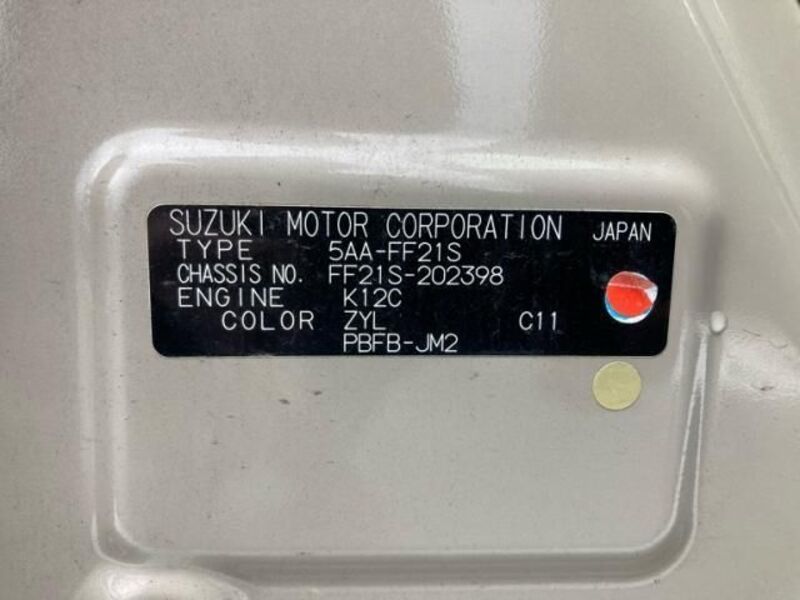 SUZUKI MOTOR CORPORATION JAPAN
TYPE 5AA-FF21S
CHASSIS NO. FF21S-202398
ENGINE K12C
COLOR ZYL C11
PBFB-JM2